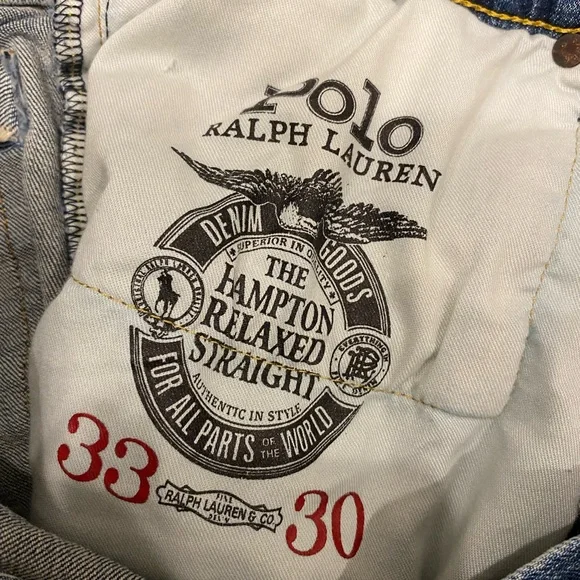 Polo
RALPH LAUREN
DENIM GOODS
SUPERIOR IN QUALITY
THE
HAMPTON
RELAXED
STRAIGHT
AUTHENTIC IN STYLE
FOR ALL PARTS OF THE WORLD
33
RALPH LAUREN & CO.
30